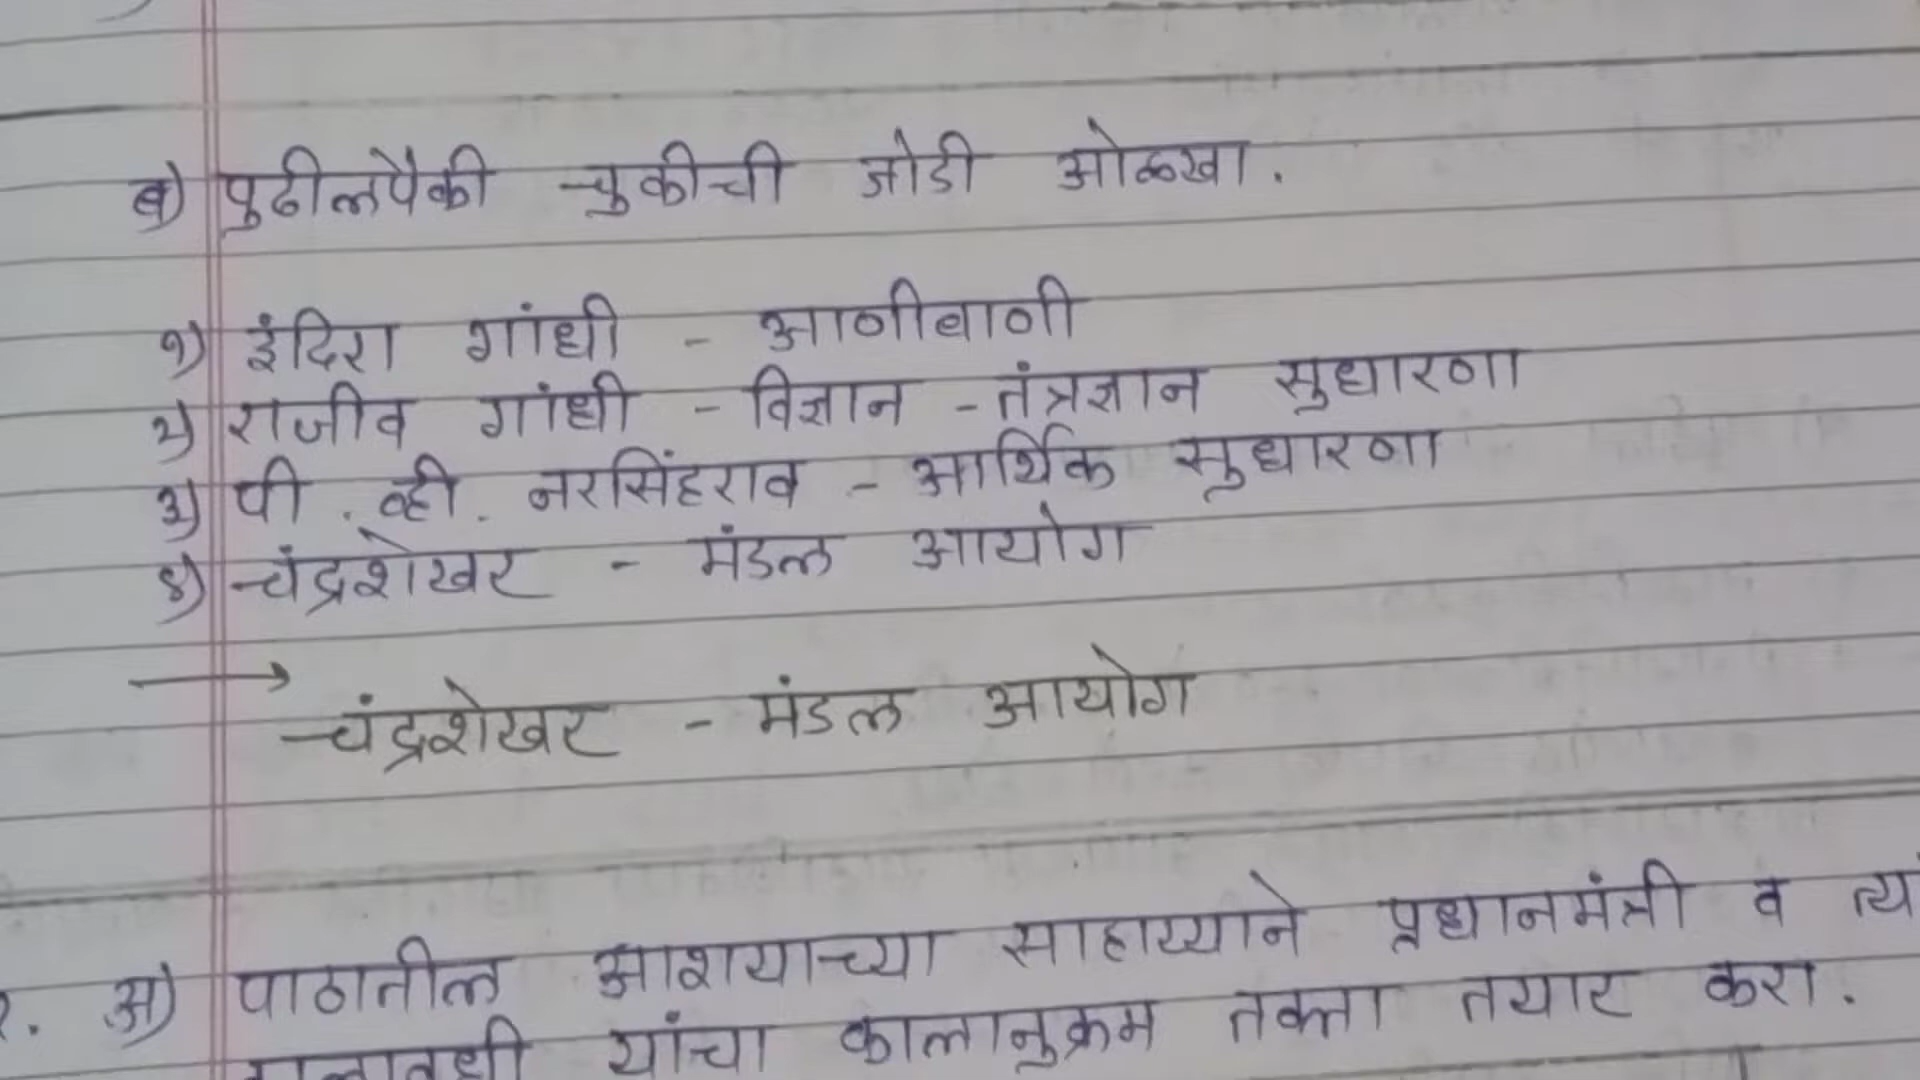 ब) पुढीलपैकी चुकीची जोडी ओळखा.
१) इंदिरा गांधी - आणीबाणी
२) राजीव गांधी - विज्ञान - तंत्रज्ञान सुधारणा
३) पी. व्ही. नरसिंहराव - आर्थिक सुधारणा
४) चंद्रशेखर - मंडल आयोग
→
चंद्रशेखर - मंडल आयोग
२. अ) पाठातील आशयाच्या साहाय्याने प्रधानमंत्री व
यांचा कालानुक्रम तक्ता तयार करा.